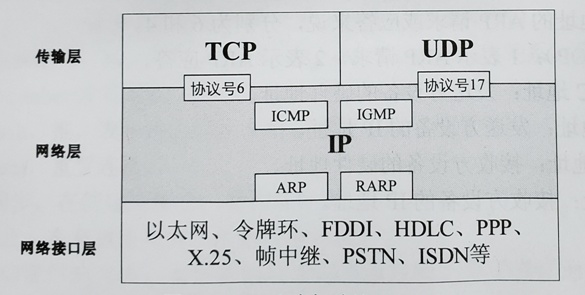 传输层 TCP UDP
协议号6 协议号17
ICMP IGMP
网络层 IP
ARP RARP
网络接口层 以太网、令牌环、FDDI、HDLC、PPP、
X.25、帧中继、PSTN、ISDN等